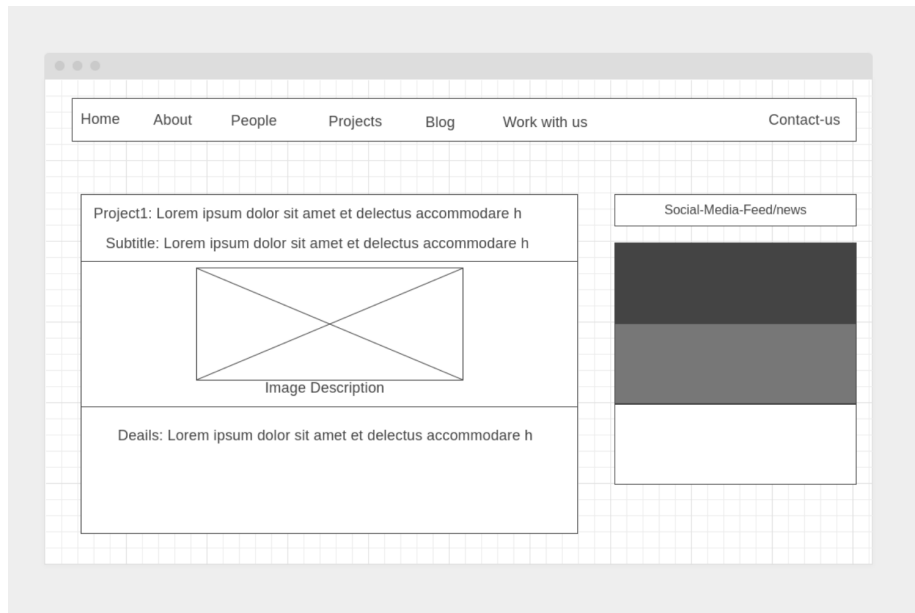 Home About People Projects Blog Work with us Contact-us
Project1: Lorem ipsum dolor sit amet et delectus accommodare h
Subtitle: Lorem ipsum dolor sit amet et delectus accommodare h
Image Description
Deails: Lorem ipsum dolor sit amet et delectus accommodare h
Social-Media-Feed/news